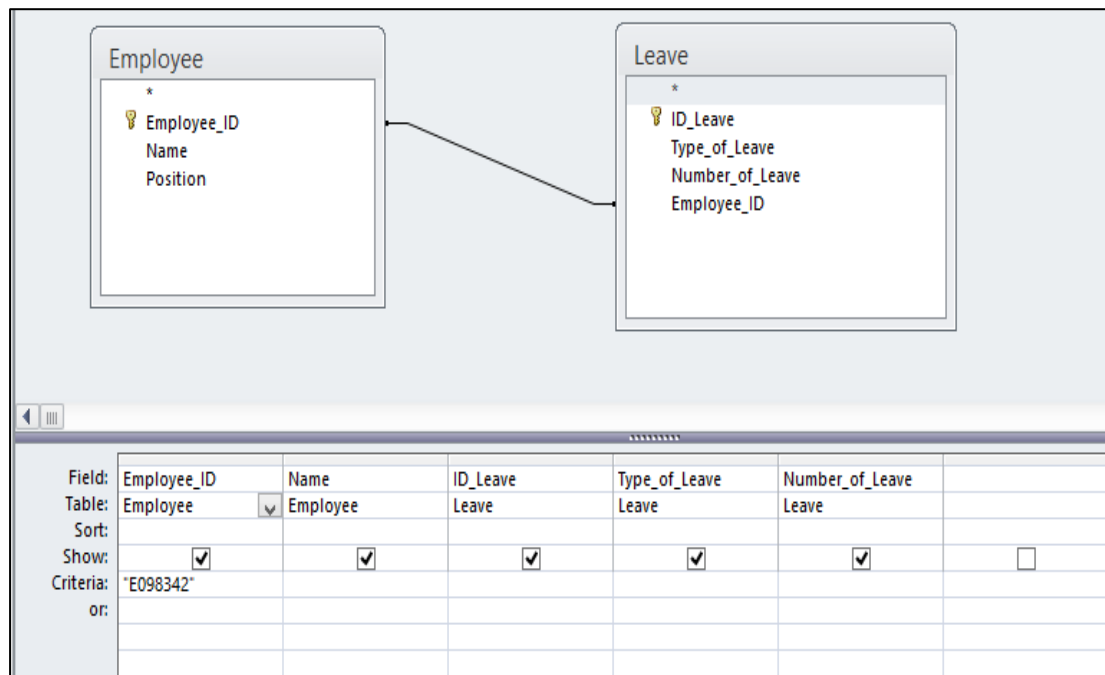 Employee
*
Employee_ID
Name
Position
Leave
*
ID_Leave
Type_of_Leave
Number_of_Leave
Employee_ID
Field: Employee_ID Name ID_Leave Type_of_Leave Number_of_Leave
Table: Employee Employee Leave Leave Leave
Sort:
Show:
Criteria: "E098342"
or: